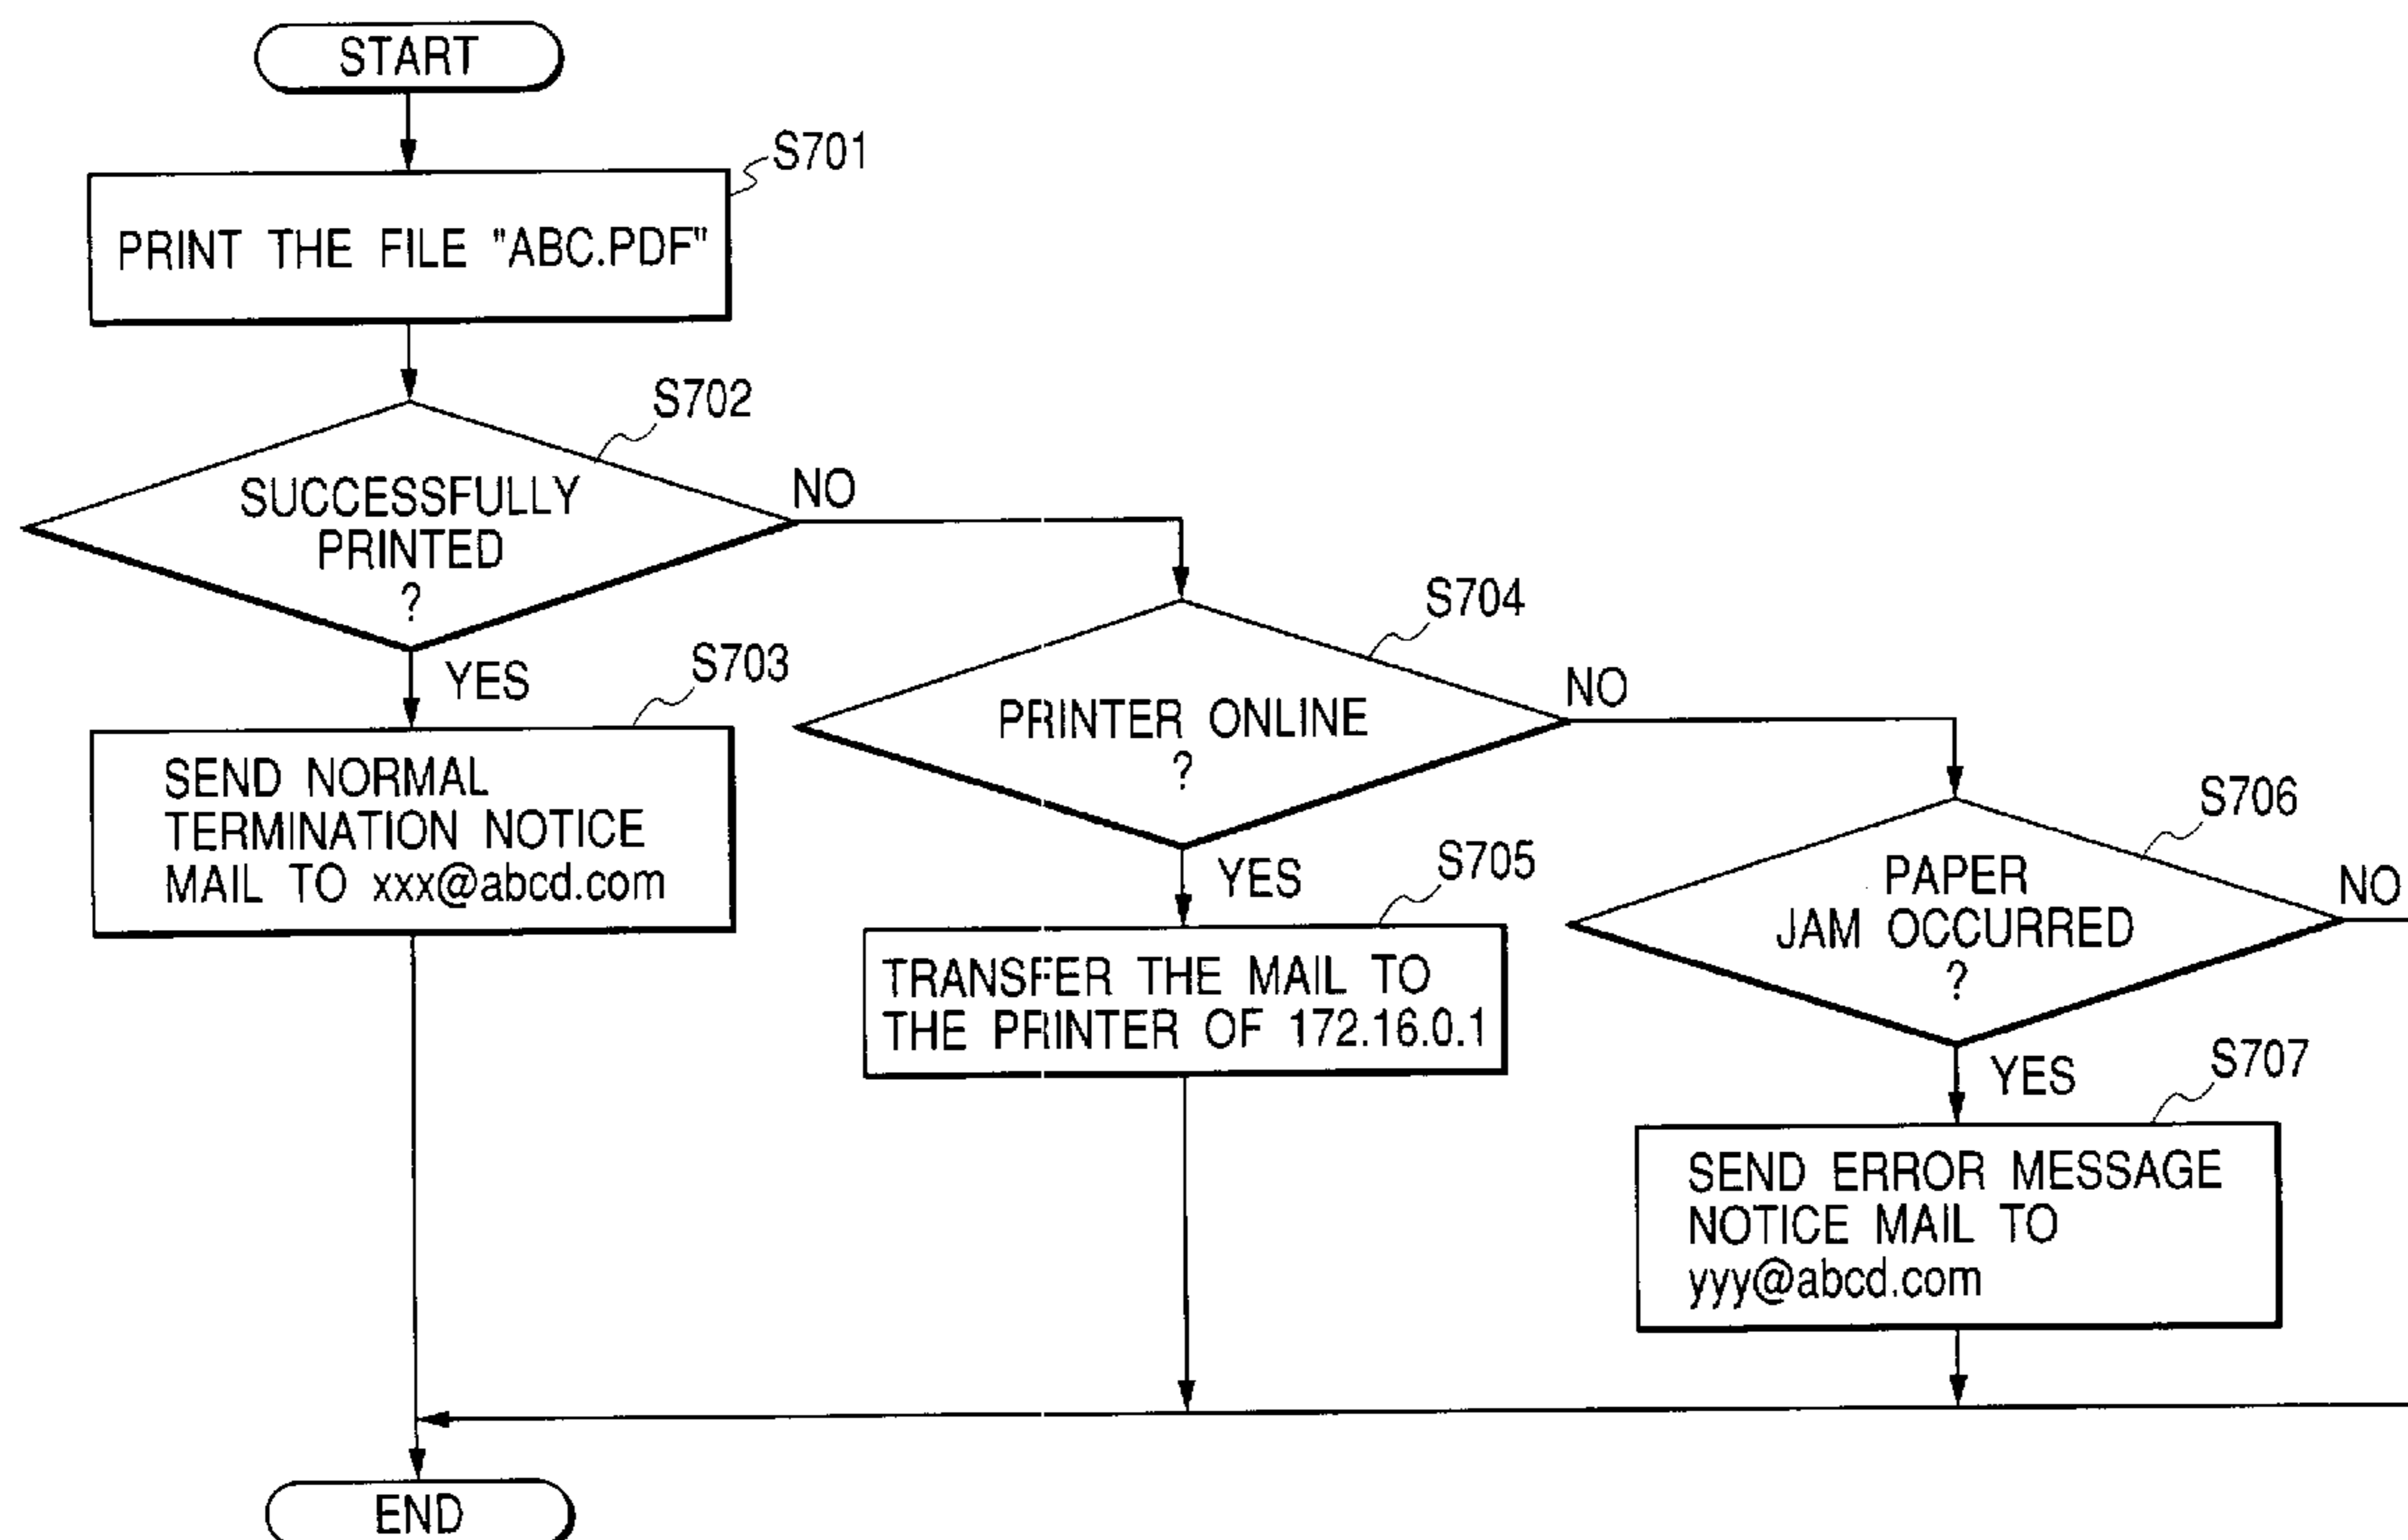 START
S701
PRINT THE FILE "ABC.PDF"
S702
SUCCESSFULLY
PRINTED
?
NO
YES
S703
SEND NORMAL
TERMINATION NOTICE
MAIL TO xxx@abcd.com
S704
PRINTER ONLINE
?
NO
YES
S705
TRANSFER THE MAIL TO
THE PRINTER OF 172.16.0.1
S706
PAPER
JAM OCCURRED
?
NO
YES
S707
SEND ERROR MESSAGE
NOTICE MAIL TO
yyy@abcd.com
END